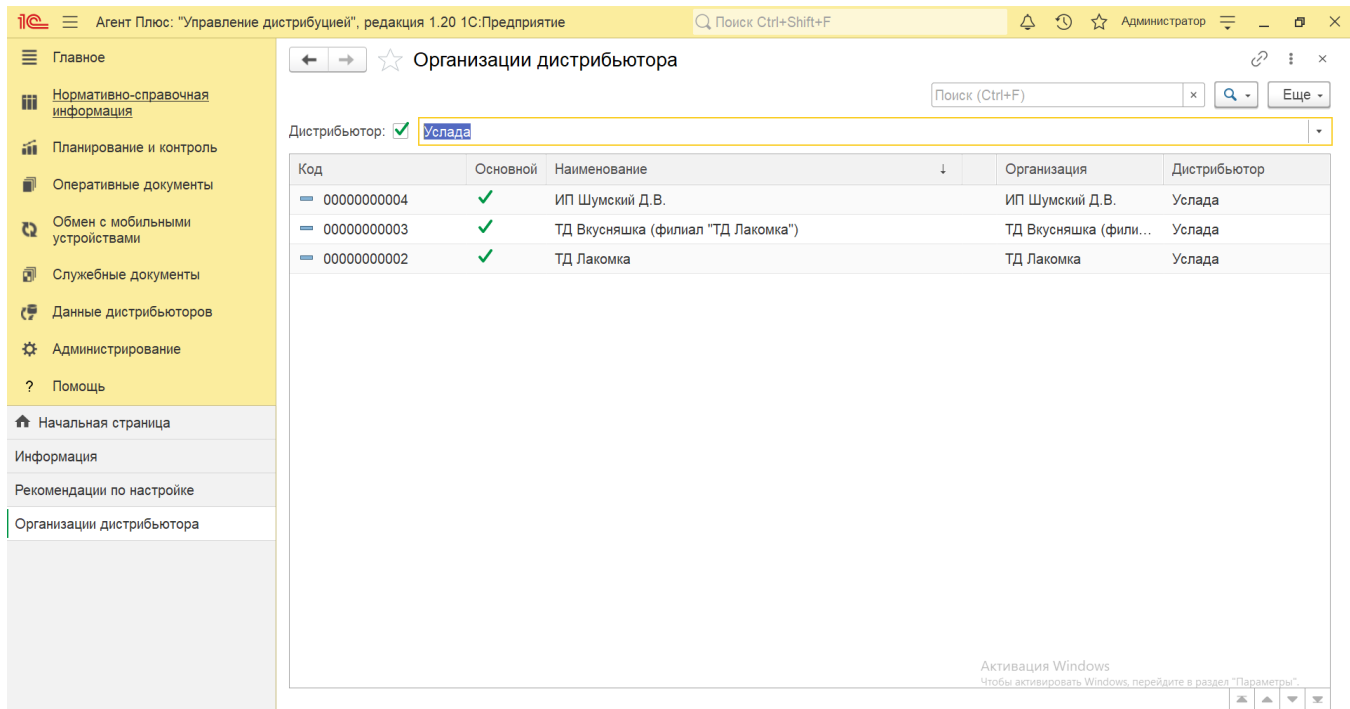 1С Агент Плюс: "Управление дистрибуцией", редакция 1.20 1С:Предприятие
Поиск Ctrl+Shift+F
Администратор
Главное
Нормативно-справочная
информация
Планирование и контроль
Оперативные документы
Обмен с мобильными
устройствами
Служебные документы
Данные дистрибьюторов
Администрирование
? Помощь
Начальная страница
Информация
Рекомендации по настройке
Организации дистрибьютора
Организации дистрибьютора
Поиск (Ctrl+F)
Еще
Дистрибьютор: Услада
Код Основной Наименование Организация Дистрибьютор
00000000004 ИП Шумский Д.В. ИП Шумский Д.В. Услада
00000000003 ТД Вкусняшка (филиал "ТД Лакомка") ТД Вкусняшка (фили... Услада
00000000002 ТД Лакомка ТД Лакомка Услада
Активация Windows
Чтобы активировать Windows, перейдите в раздел "Параметры".